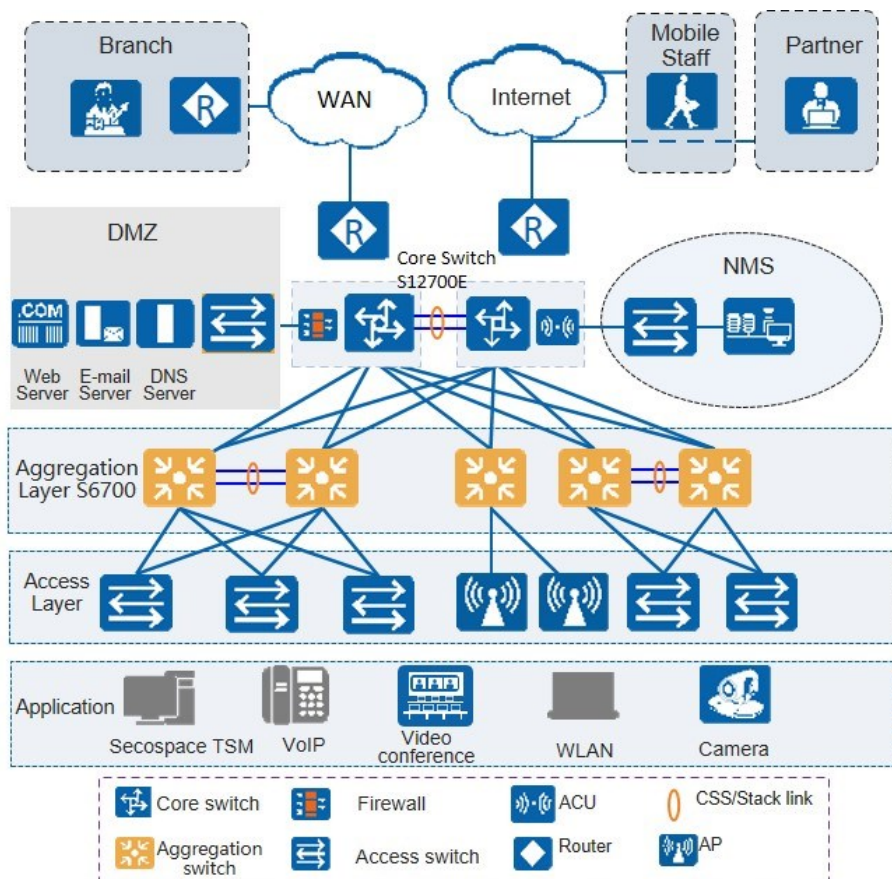 Branch
WAN
Internet
Mobile
Staff
Partner
R
R
R
DMZ
Core Switch
S12700E
NMS
.COM
Web
Server
E-mail
Server
DNS
Server
Aggregation
Layer S6700
Access
Layer
Application
Secospace TSM
VoIP
Video
conference
WLAN
Camera
Core switch
Firewall
ACU
CSS/Stack link
Aggregation
switch
Access switch
Router
AP